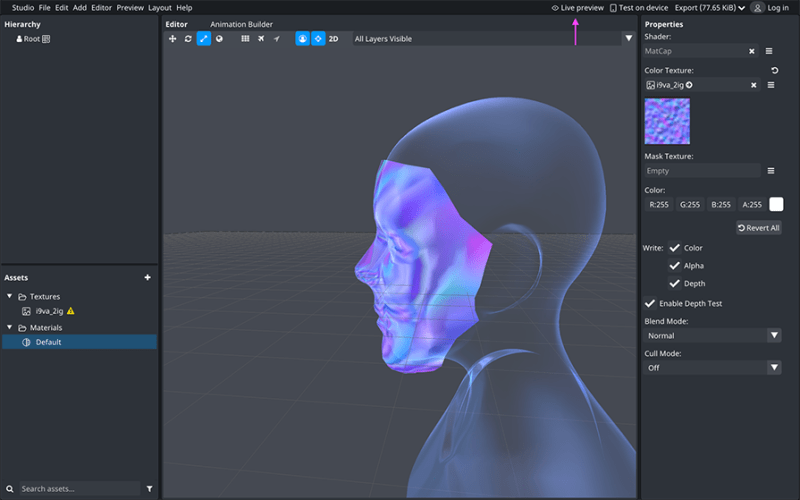 Studio File Edit Add Editor Preview Layout Help
Live preview Test on device Export (77.65 KiB) Log in
Hierarchy
Root
Assets
Textures
i9va_2ig
Materials
Default
Search assets...
Editor Animation Builder
2D All Layers Visible
Properties
Shader:
MatCap
Color Texture:
i9va_2ig
Mask Texture:
Empty
Color:
R:255 G:255 B:255 A:255
Revert All
Write: Color
Alpha
Depth
Enable Depth Test
Blend Mode:
Normal
Cull Mode:
Off